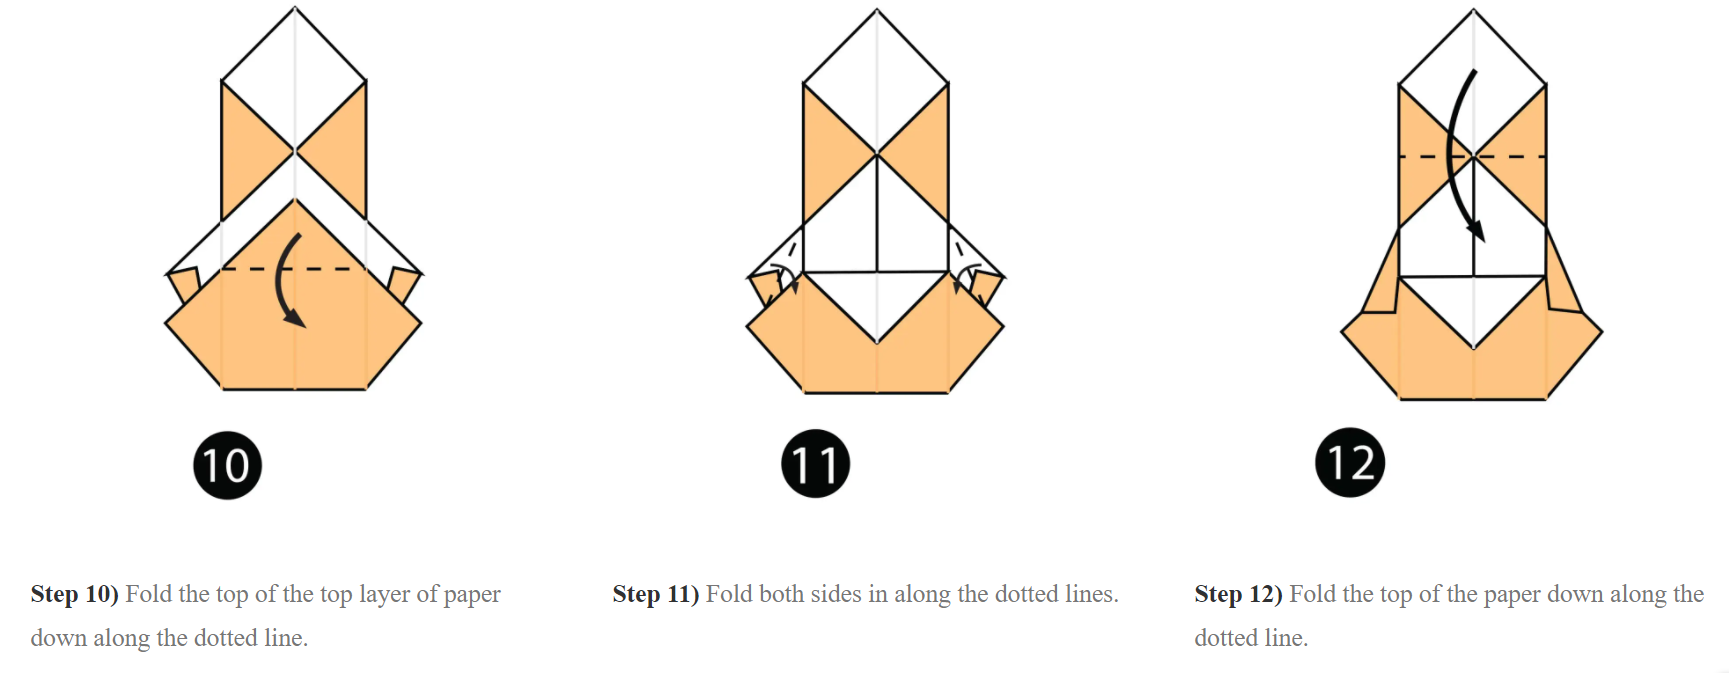 10
11
12
Step 10) Fold the top of the top layer of paper
down along the dotted line.
Step 11) Fold both sides in along the dotted lines.
Step 12) Fold the top of the paper down along the
dotted line.